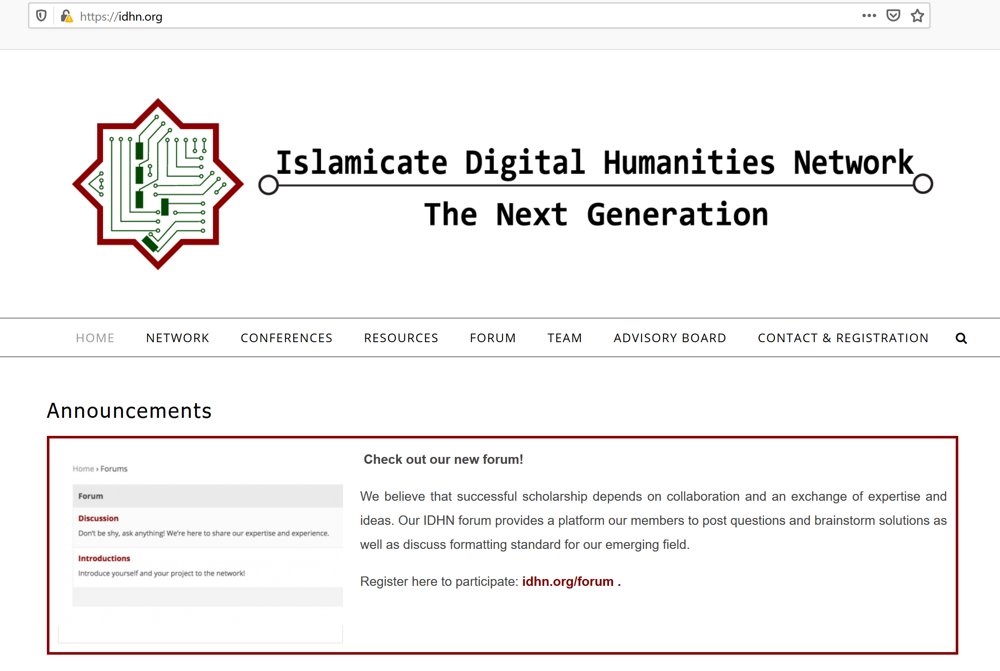 https://idhn.org
Islamicate Digital Humanities Network
The Next Generation
HOME NETWORK CONFERENCES RESOURCES FORUM TEAM ADVISORY BOARD CONTACT & REGISTRATION
Announcements
Home › Forums
Forum
Discussion
Don't be shy, ask anything! We're here to share our expertise and experience.
Introductions
Introduce yourself and your project to the network!
Check out our new forum!
We believe that successful scholarship depends on collaboration and an exchange of expertise and
ideas. Our IDHN forum provides a platform our members to post questions and brainstorm solutions as
well as discuss formatting standard for our emerging field.
Register here to participate: idhn.org/forum .